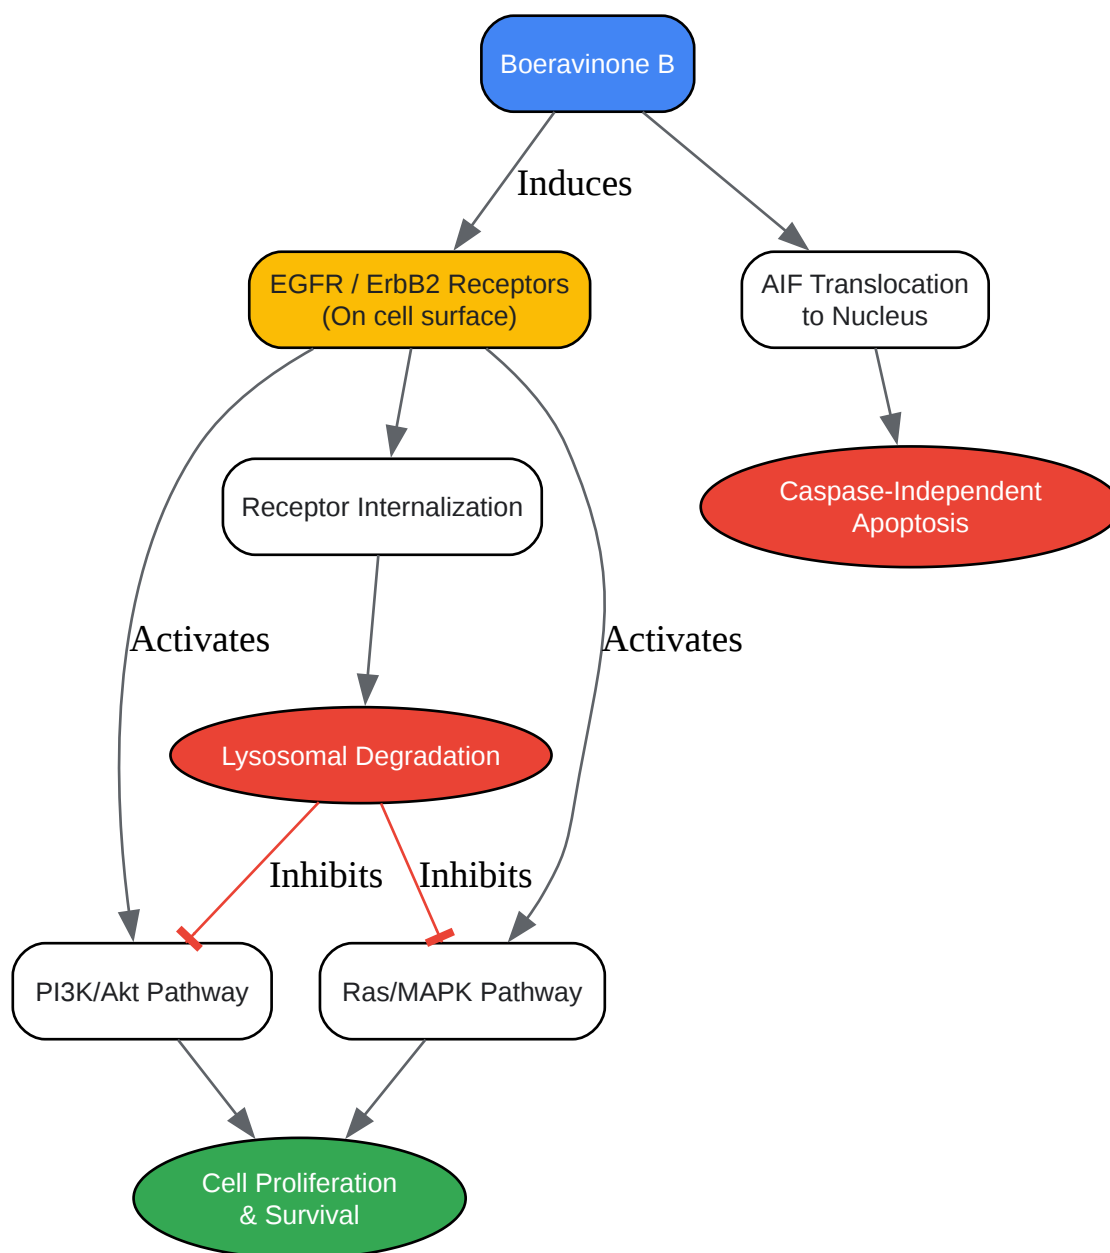 Boeravinone B
Induces
EGFR / ErbB2 Receptors
(On cell surface)
AIF Translocation
to Nucleus
Receptor Internalization
Caspase-Independent
Apoptosis
Activates
Activates
Lysosomal Degradation
Inhibits
Inhibits
PI3K/Akt Pathway
Ras/MAPK Pathway
Cell Proliferation
& Survival